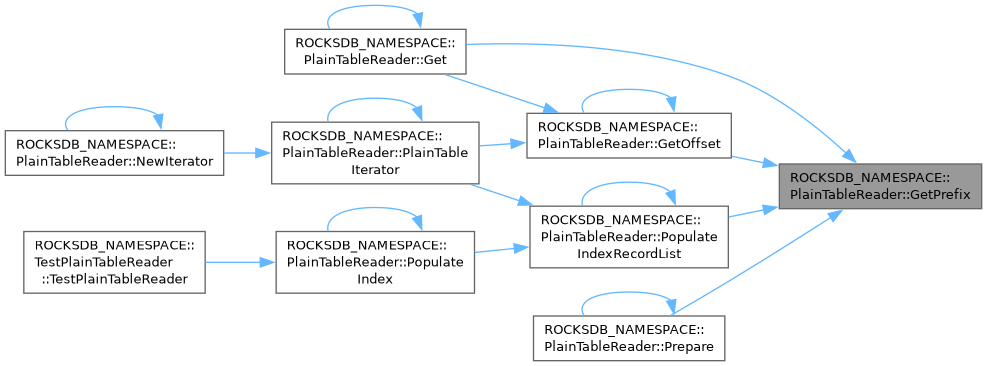 ROCKSDB_NAMESPACE::
PlainTableReader::Get
ROCKSDB_NAMESPACE::
PlainTableReader::NewIterator
ROCKSDB_NAMESPACE::
PlainTableReader::PlainTable
Iterator
ROCKSDB_NAMESPACE::
PlainTableReader::GetOffset
ROCKSDB_NAMESPACE::
PlainTableReader::GetPrefix
ROCKSDB_NAMESPACE::
TestPlainTableReader
::TestPlainTableReader
ROCKSDB_NAMESPACE::
PlainTableReader::Populate
Index
ROCKSDB_NAMESPACE::
PlainTableReader::Populate
IndexRecordList
ROCKSDB_NAMESPACE::
PlainTableReader::Prepare